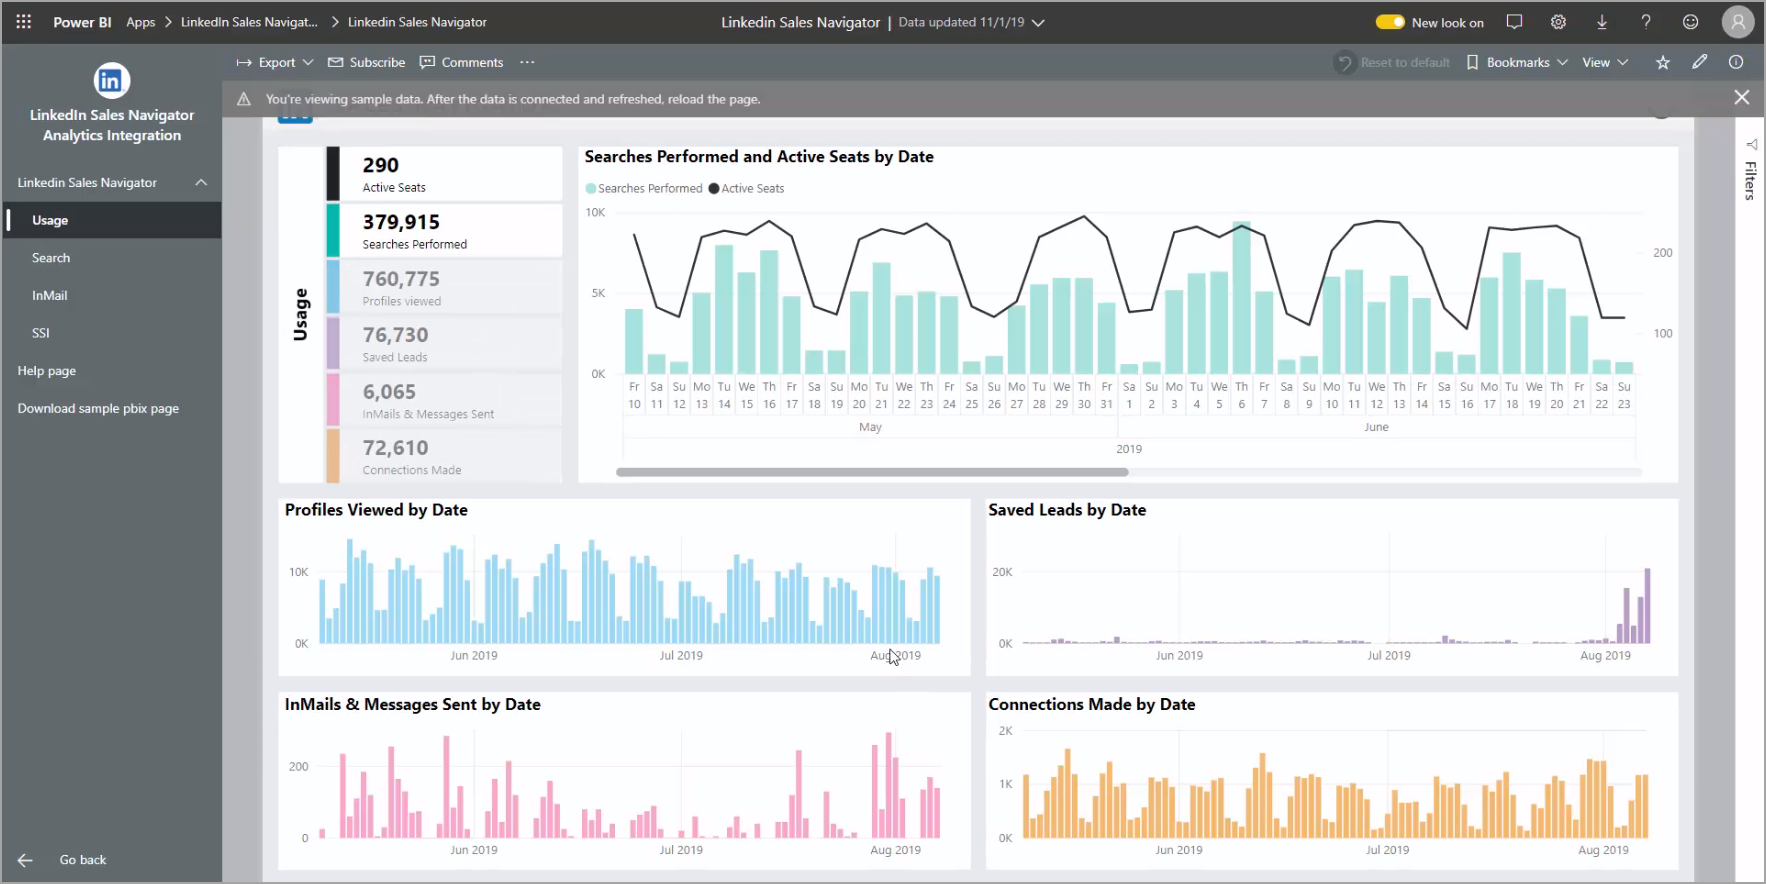 Power BI Apps LinkedIn Sales Navigat... Linkedin Sales Navigator
Linkedin Sales Navigator | Data updated 11/1/19
New look on
Export Subscribe Comments ...
Reset to default Bookmarks View
You're viewing sample data. After the data is connected and refreshed, reload the page.
in
LinkedIn Sales Navigator
Analytics Integration
Linkedin Sales Navigator
Usage
Search
InMail
SSI
Help page
Download sample pbix page
Go back
Filters
Usage
290
Active Seats
379,915
Searches Performed
760,775
Profiles viewed
76,730
Saved Leads
6,065
InMails & Messages Sent
72,610
Connections Made
Searches Performed and Active Seats by Date
Searches Performed Active Seats
10K
5K
0K
200
100
Fr Sa Su Mo Tu We Th Fr Sa Su Mo Tu We Th Fr Sa Su Mo Tu We Th Fr Sa Su Mo Tu We Th Fr Sa Su Mo Tu We Th Fr Sa Su Mo Tu We Th Fr Sa Su
10 11 12 13 14 15 16 17 18 19 20 21 22 23 24 25 26 27 28 29 30 31 1 2 3 4 5 6 7 8 9 10 11 12 13 14 15 16 17 18 19 20 21 22 23
May June
2019
Profiles Viewed by Date
10K
0K
Jun 2019 Jul 2019 Aug 2019
Saved Leads by Date
20K
0K
Jun 2019 Jul 2019 Aug 2019
InMails & Messages Sent by Date
200
0
Jun 2019 Jul 2019 Aug 2019
Connections Made by Date
2K
1K
0K
Jun 2019 Jul 2019 Aug 2019